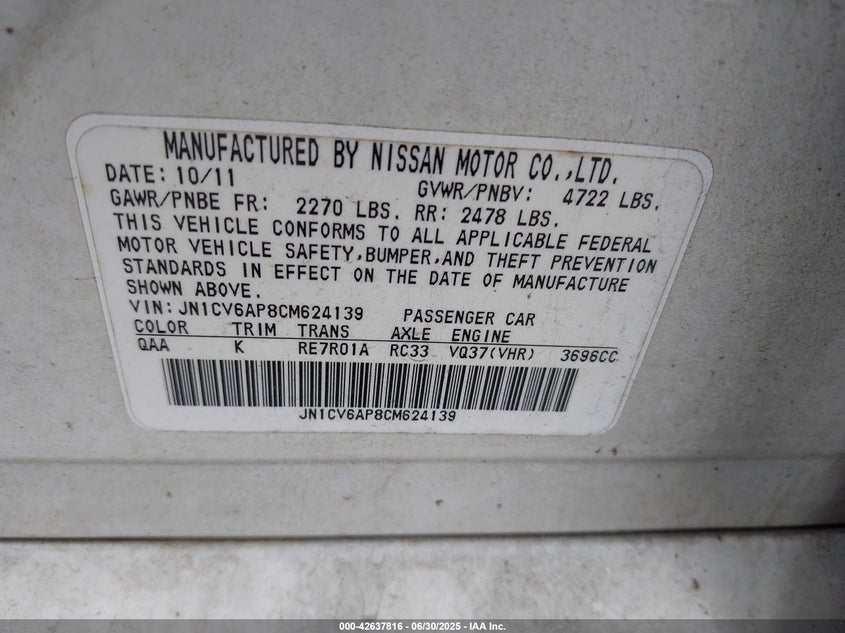 MANUFACTURED BY NISSAN MOTOR CO.,LTD.
DATE: 10/11 GVWR/PNBV: 4722 LBS.
GAWR/PNBE FR: 2270 LBS. RR: 2478 LBS.
THIS VEHICLE CONFORMS TO ALL APPLICABLE FEDERAL
MOTOR VEHICLE SAFETY,BUMPER,AND THEFT PREVENTION
STANDARDS IN EFFECT ON THE DATE OF MANUFACTURE
SHOWN ABOVE.
VIN: JN1CV6AP8CM624139 PASSENGER CAR
COLOR TRIM TRANS AXLE ENGINE
QAA K RE7R01A RC33 VQ37(VHR) 3696CC
JN1CV6AP8CM624139
000-42637816 - 06/30/2025 - IAA Inc.